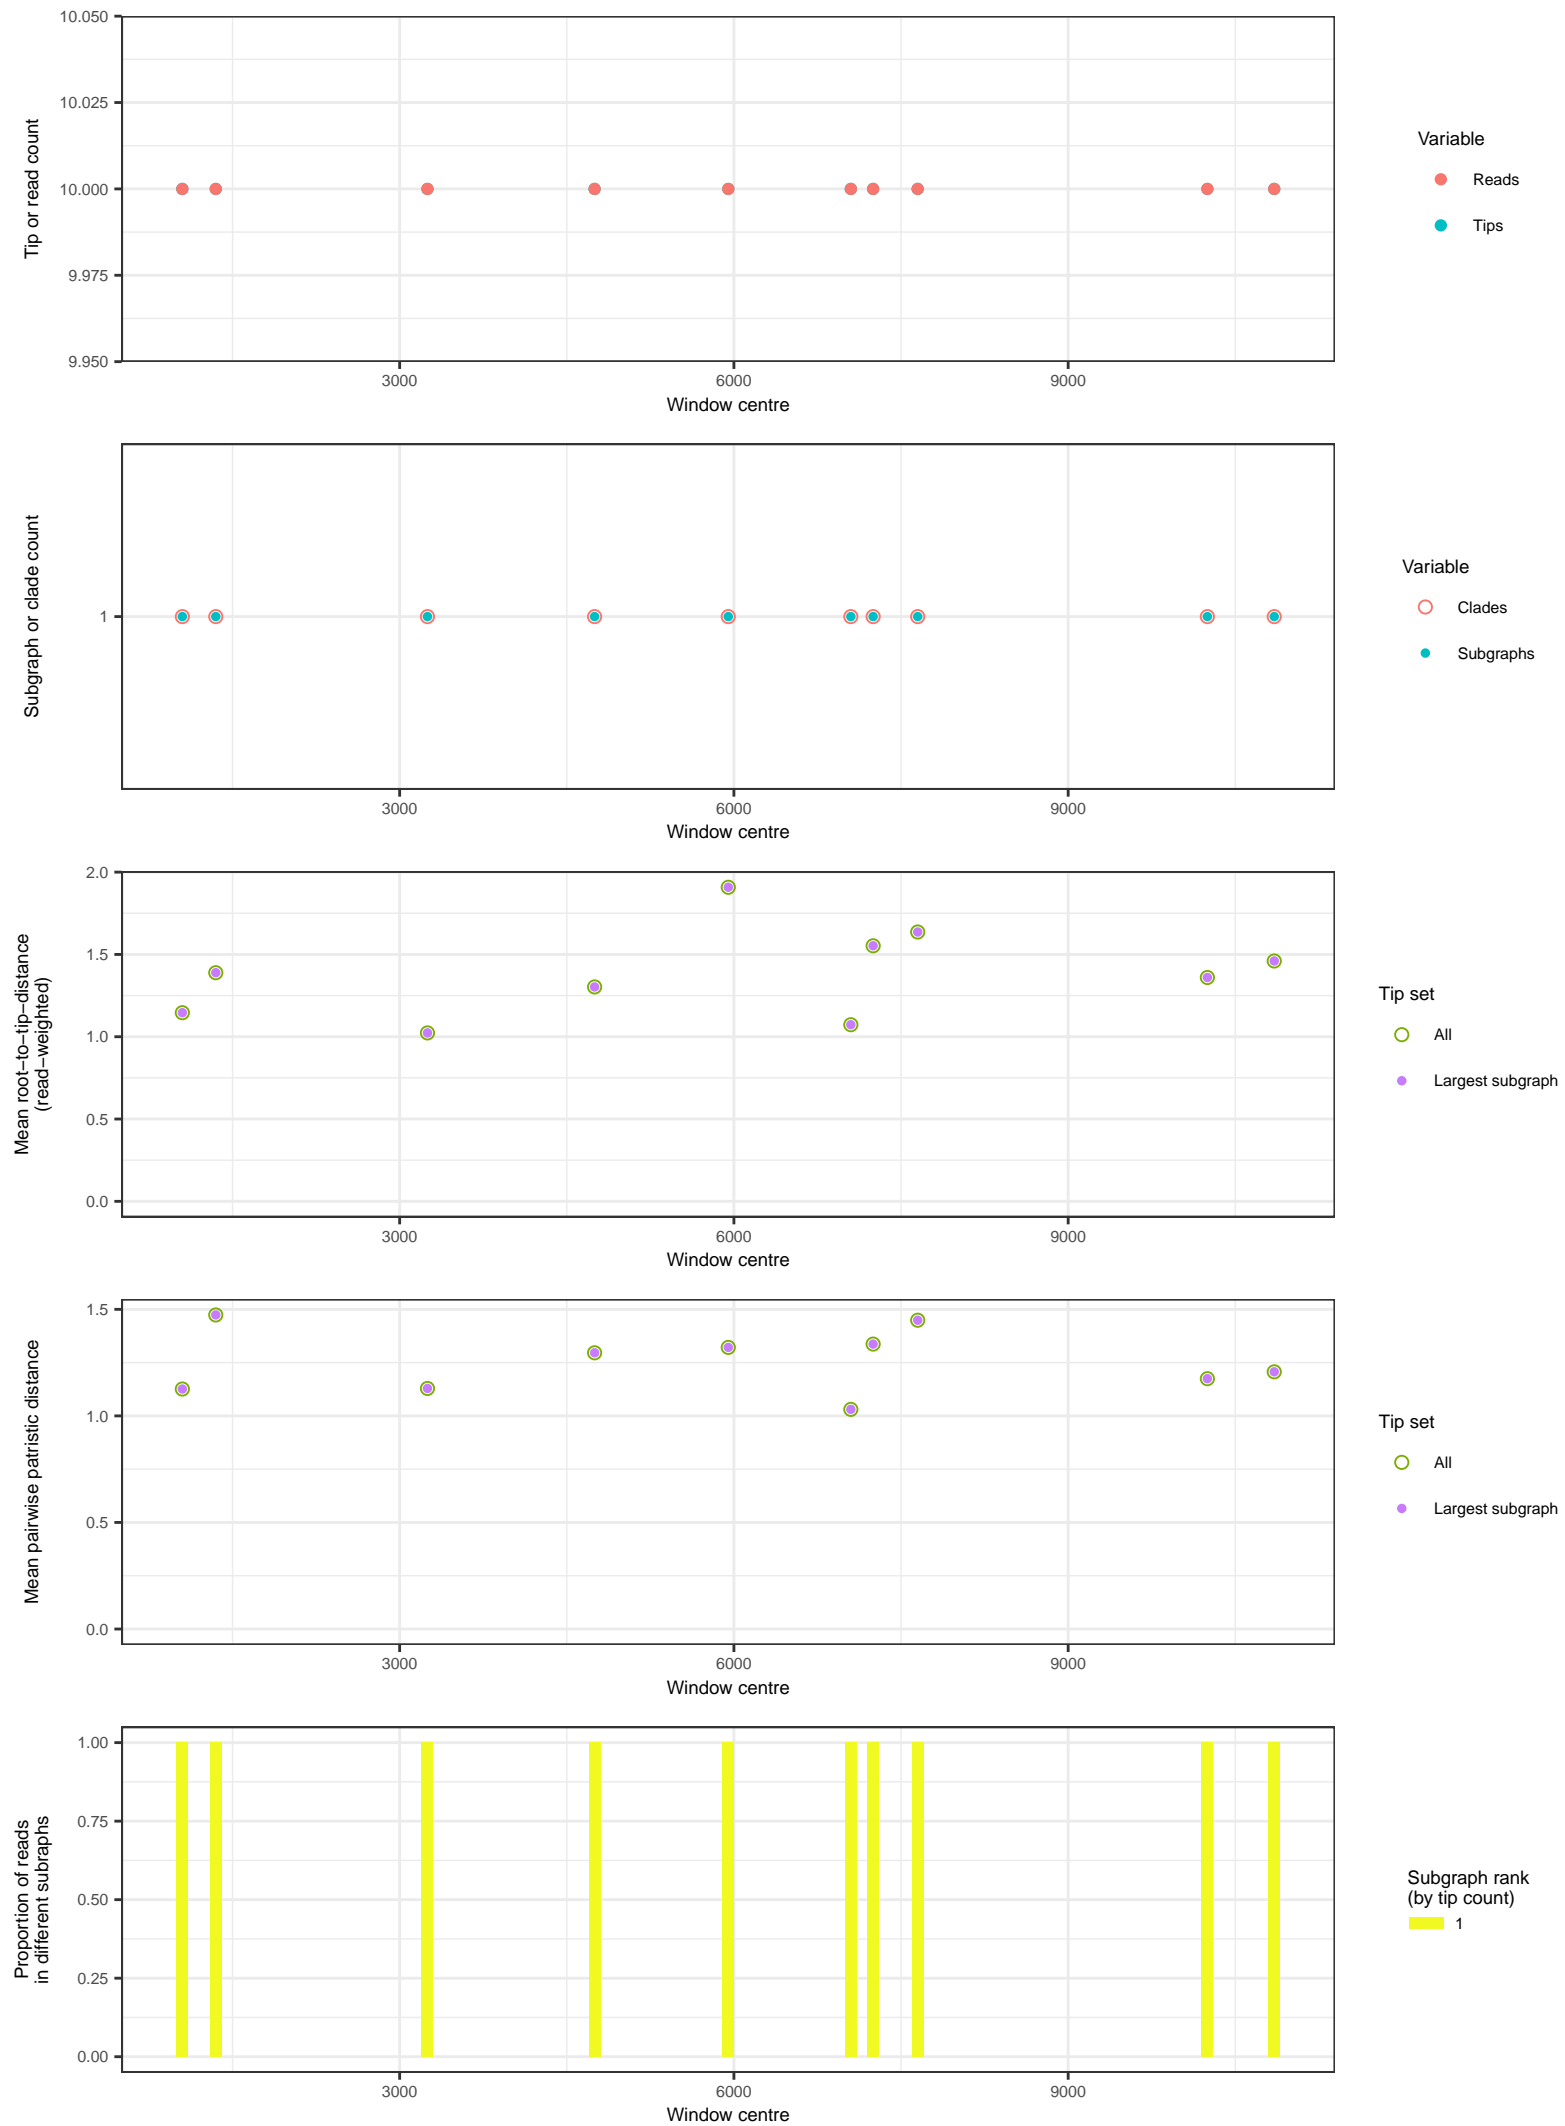 10.050
10.025
10.000
9.975
9.950
Tip or read count
3000
6000
9000
Window centre
Variable
Reads
Tips
Subgraph or clade count
1
3000
6000
9000
Window centre
Variable
Clades
Subgraphs
2.0
1.5
1.0
0.5
0.0
Mean root−to−tip−distance
(read−weighted)
3000
6000
9000
Window centre
Tip set
All
Largest subgraph
1.5
1.0
0.5
0.0
Mean pairwise patristic distance
3000
6000
9000
Window centre
Tip set
All
Largest subgraph
1.00
0.75
0.50
0.25
0.00
Proportion of reads
in different subraphs
3000
6000
9000
Window centre
Subgraph rank
(by tip count)
1